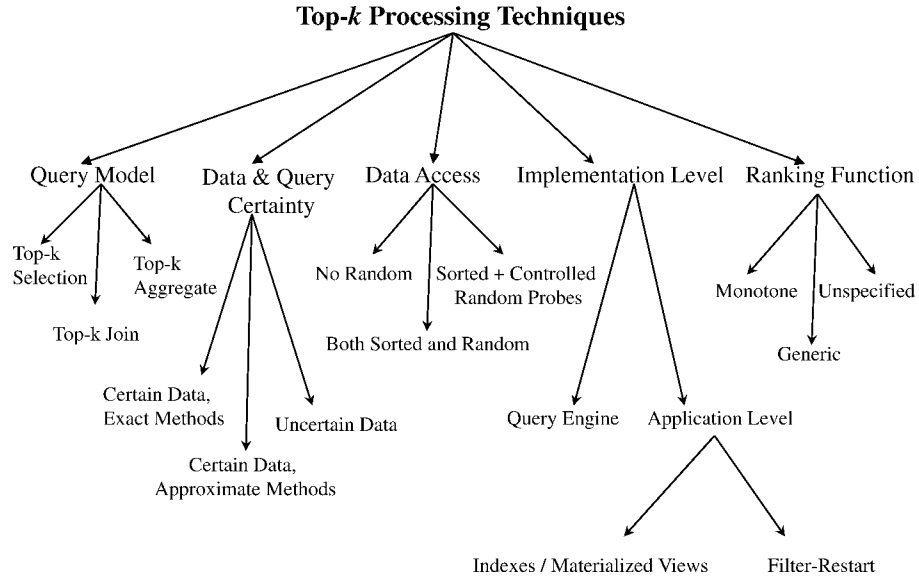 Top-k Processing Techniques
Query Model
Data & Query
Certainty
Data Access
Implementation Level
Ranking Function
Top-k
Selection
Top-k
Aggregate
Top-k Join
No Random
Sorted + Controlled
Random Probes
Both Sorted and Random
Monotone
Unspecified
Generic
Certain Data,
Exact Methods
Uncertain Data
Certain Data,
Approximate Methods
Query Engine
Application Level
Indexes / Materialized Views
Filter-Restart